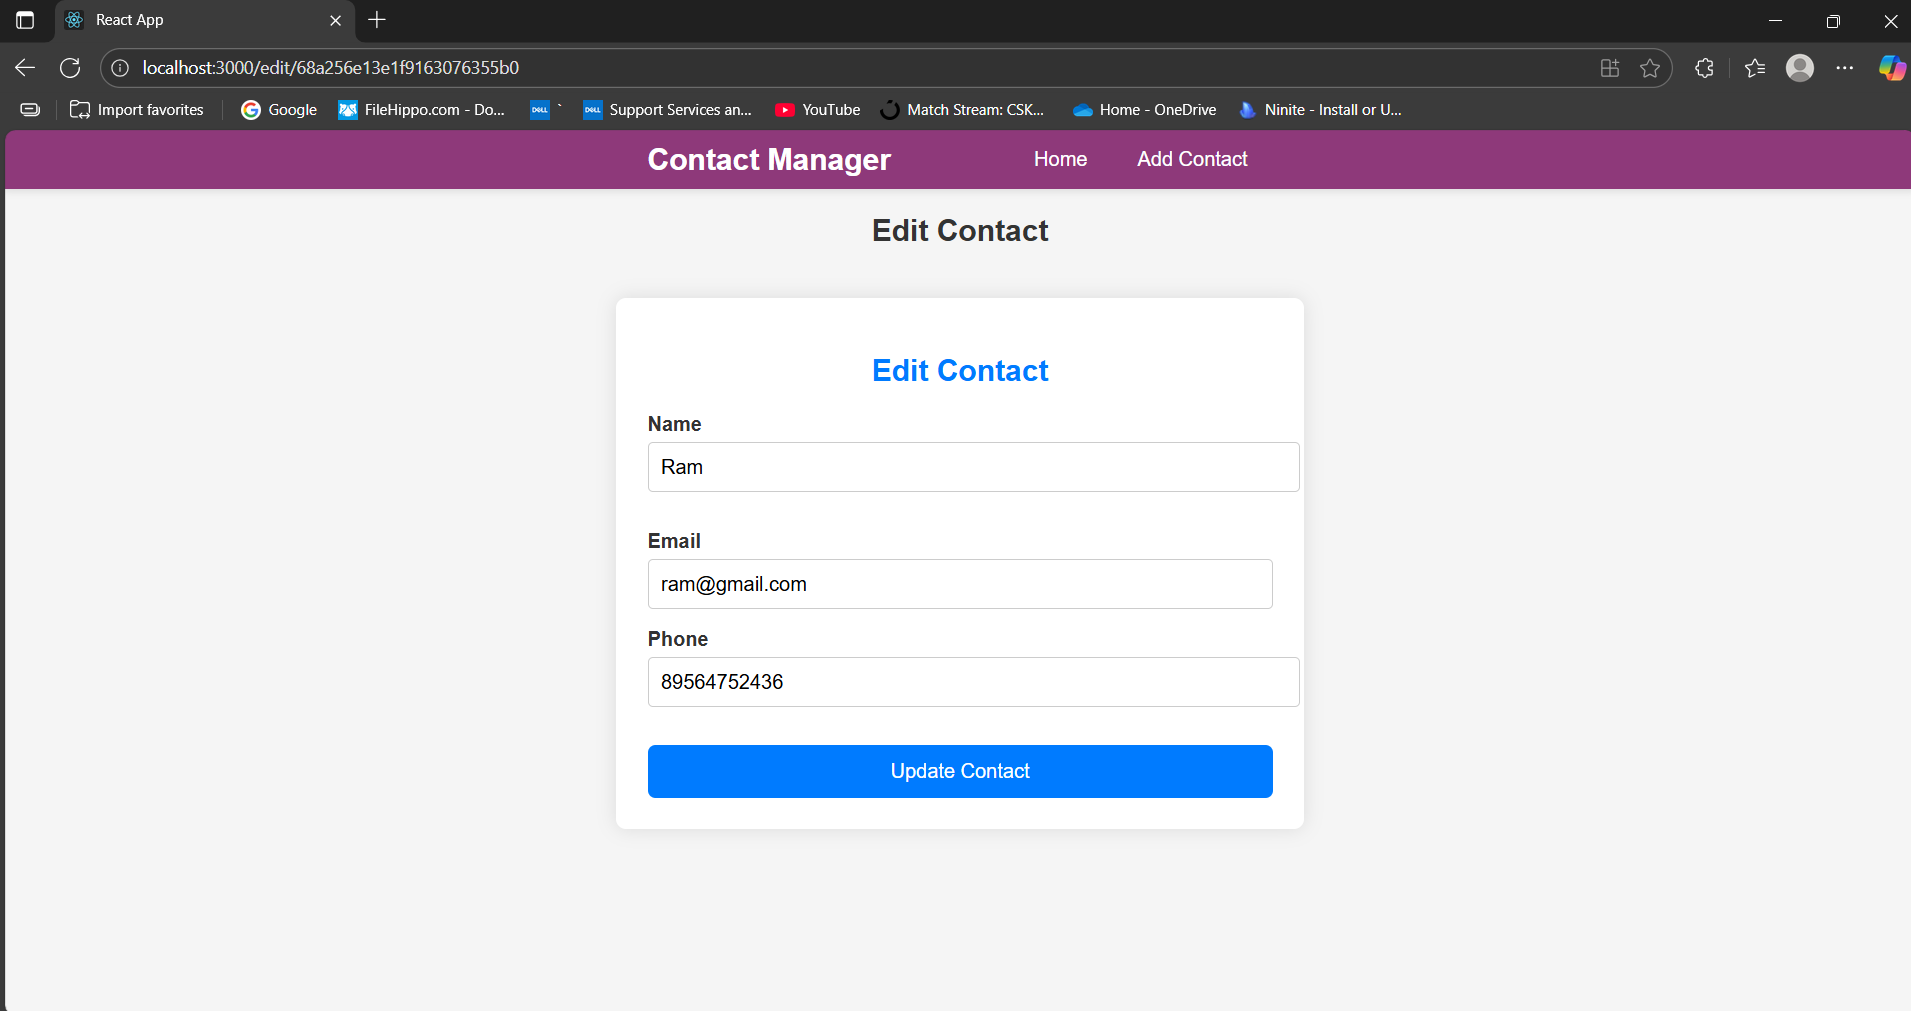 React App
localhost:3000/edit/68a256e13e1f9163076355b0
Import favorites Google FileHippo.com - Do... DELL ` DELL Support Services an... YouTube Match Stream: CSK... Home - OneDrive Ninite - Install or U...
Contact Manager Home Add Contact
Edit Contact
Edit Contact
Name
Ram
Email
ram@gmail.com
Phone
89564752436
Update Contact